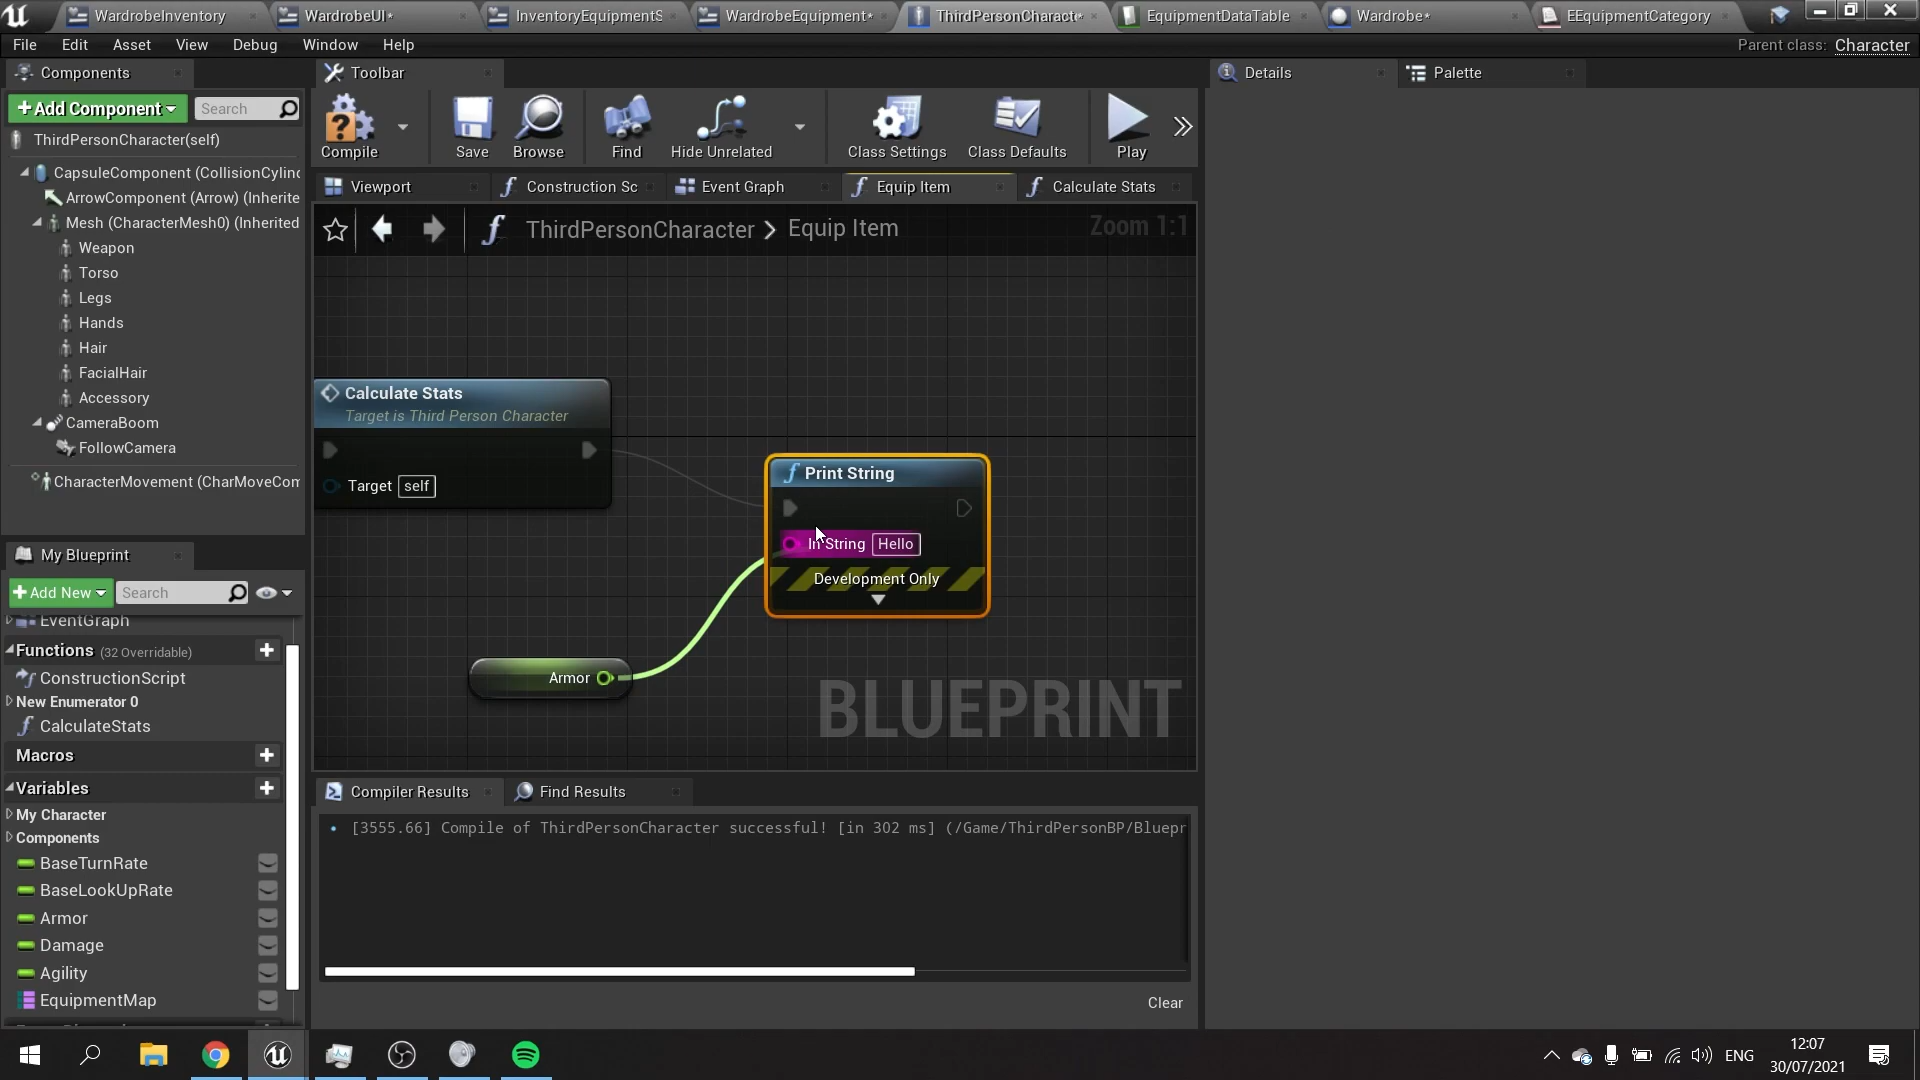 WardrobeInventory
WardrobeUI*
InventoryEquipmentS
WardrobeEquipment*
ThirdPersonCharact*
EquipmentDataTable
Wardrobe*
EEquipmentCategory
File Edit Asset View Debug Window Help
Parent class: Character
Components
Toolbar
Details
Palette
+Add Component
Search
ThirdPersonCharacter(self)
CapsuleComponent (CollisionCylind
ArrowComponent (Arrow) (Inherite
Mesh (CharacterMesh0) (Inherited
Weapon
Torso
Legs
Hands
Hair
FacialHair
Accessory
CameraBoom
FollowCamera
CharacterMovement (CharMoveCom
Compile
Save
Browse
Find
Hide Unrelated
Class Settings
Class Defaults
Play
Viewport
Construction Sc
Event Graph
Equip Item
Calculate Stats
ThirdPersonCharacter > Equip Item
Zoom 1:1
Calculate Stats
Target is Third Person Character
Target self
Print String
In String Hello
Development Only
Armor
BLUEPRINT
My Blueprint
+Add New
Search
EventGraph
Functions (32 Overridable)
ConstructionScript
New Enumerator 0
CalculateStats
Macros
Variables
My Character
Components
BaseTurnRate
BaseLookUpRate
Armor
Damage
Agility
EquipmentMap
Compiler Results
Find Results
[3555.66] Compile of ThirdPersonCharacter successful! [in 302 ms] (/Game/ThirdPersonBP/Bluepr
Clear
ENG
12:07
30/07/2021